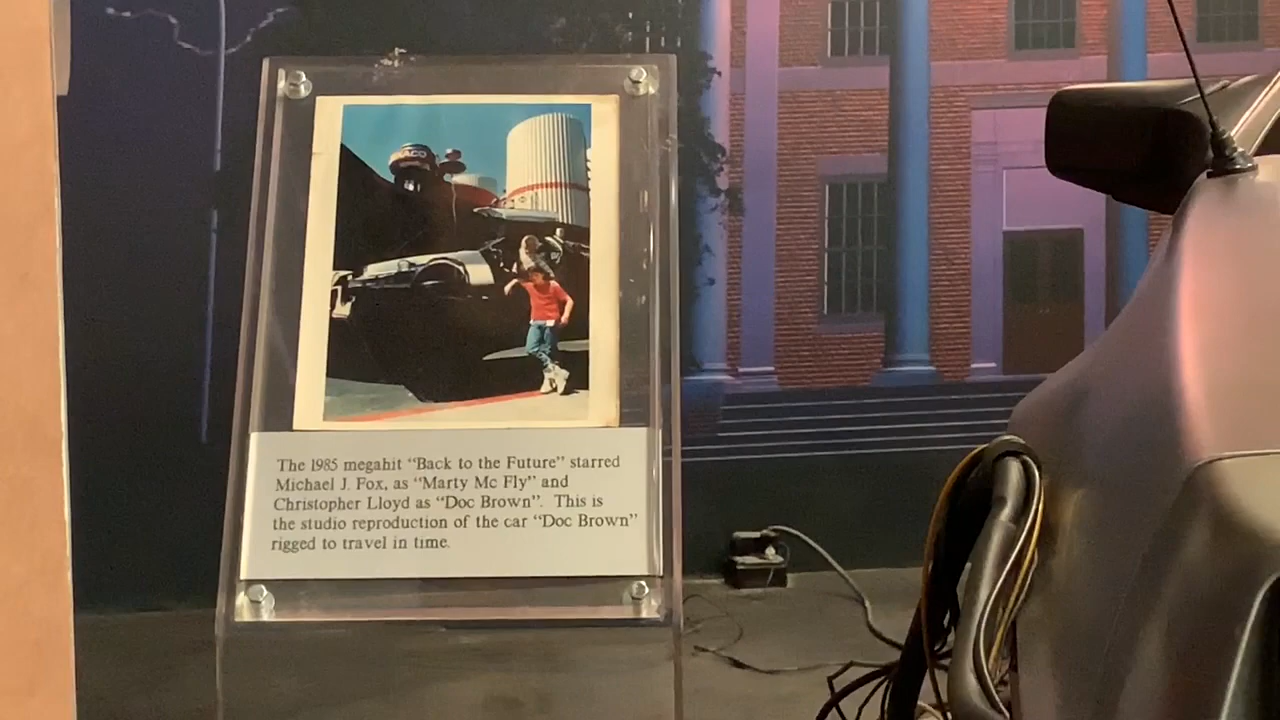 The 1985 megahit “Back to the Future” starred
Michael J. Fox, as “Marty Mc Fly” and
Christopher Lloyd as “Doc Brown”. This is
the studio reproduction of the car “Doc Brown”
rigged to travel in time.